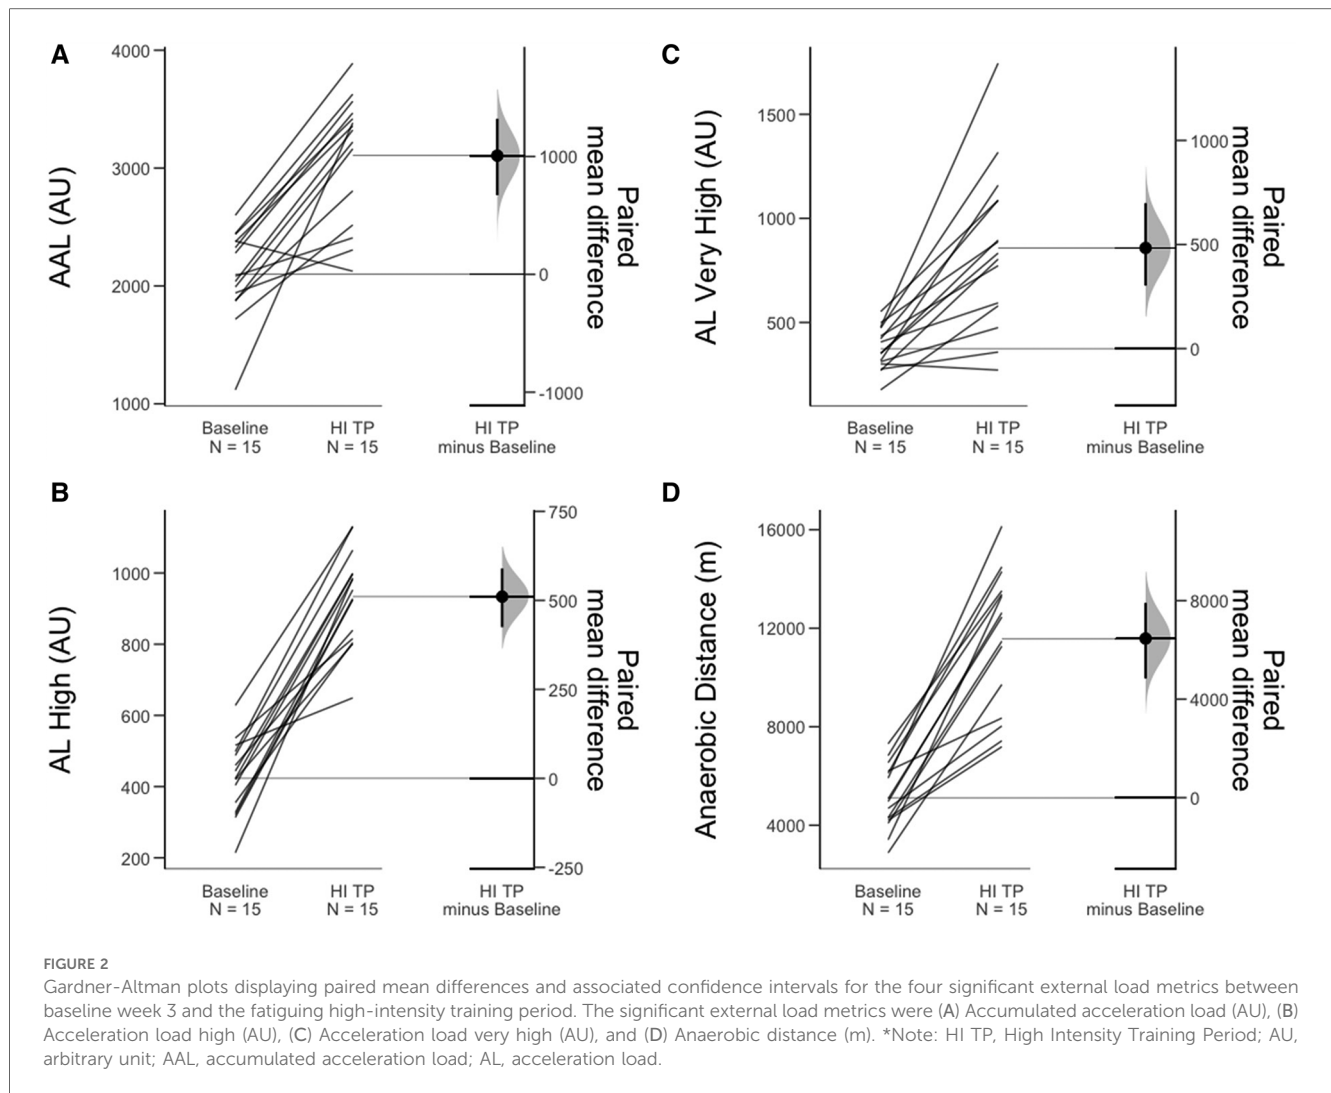 A
4000
3000
2000
1000
AAL (AU)
1000
0
-1000
Paired
mean difference
Baseline
N = 15
HI TP
N = 15
HI TP
minus Baseline
C
1500
1000
500
AL Very High (AU)
1000
500
0
Paired
mean difference
Baseline
N = 15
HI TP
N = 15
HI TP
minus Baseline
B
1000
800
600
400
200
AL High (AU)
750
500
250
0
-250
Paired
mean difference
Baseline
N = 15
HI TP
N = 15
HI TP
minus Baseline
D
16000
12000
8000
4000
Anaerobic Distance (m)
8000
4000
0
Paired
mean difference
Baseline
N = 15
HI TP
N = 15
HI TP
minus Baseline
FIGURE 2
Gardner-Altman plots displaying paired mean differences and associated confidence intervals for the four significant external load metrics between
baseline week 3 and the fatiguing high-intensity training period. The significant external load metrics were (A) Accumulated acceleration load (AU), (B)
Acceleration load high (AU), (C) Acceleration load very high (AU), and (D) Anaerobic distance (m). *Note: HI TP, High Intensity Training Period; AU,
arbitrary unit; AAL, accumulated acceleration load; AL, acceleration load.